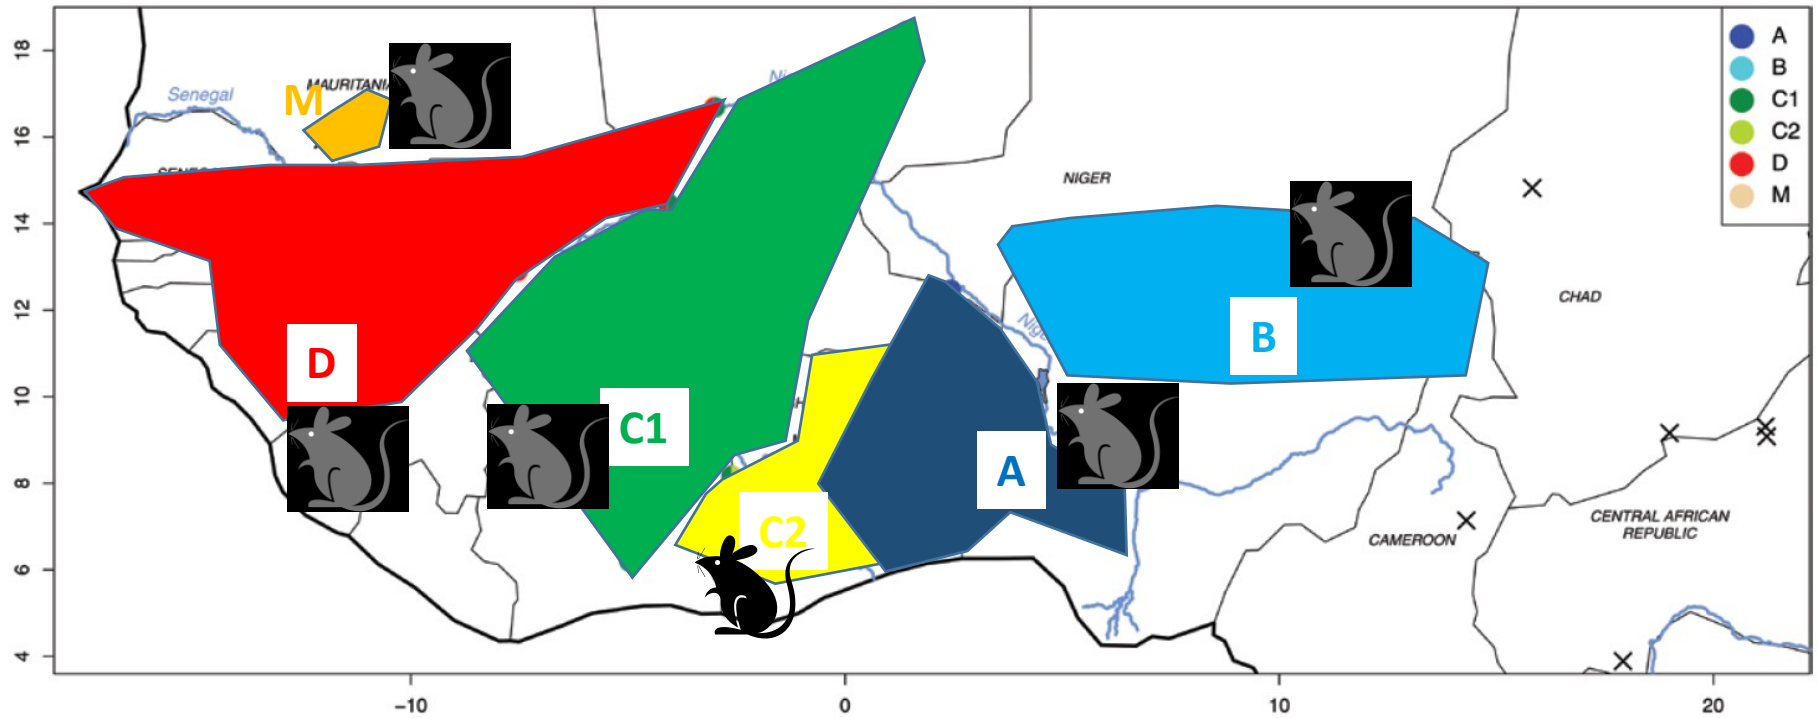 18
16
14
12
10
8
6
4
−10
0
10
20
Senegal
MAURITANIA
M
NIGER
CHAD
CENTRAL AFRICAN
REPUBLIC
CAMEROON
D
C1
C2
A
B
A
B
C1
C2
D
M